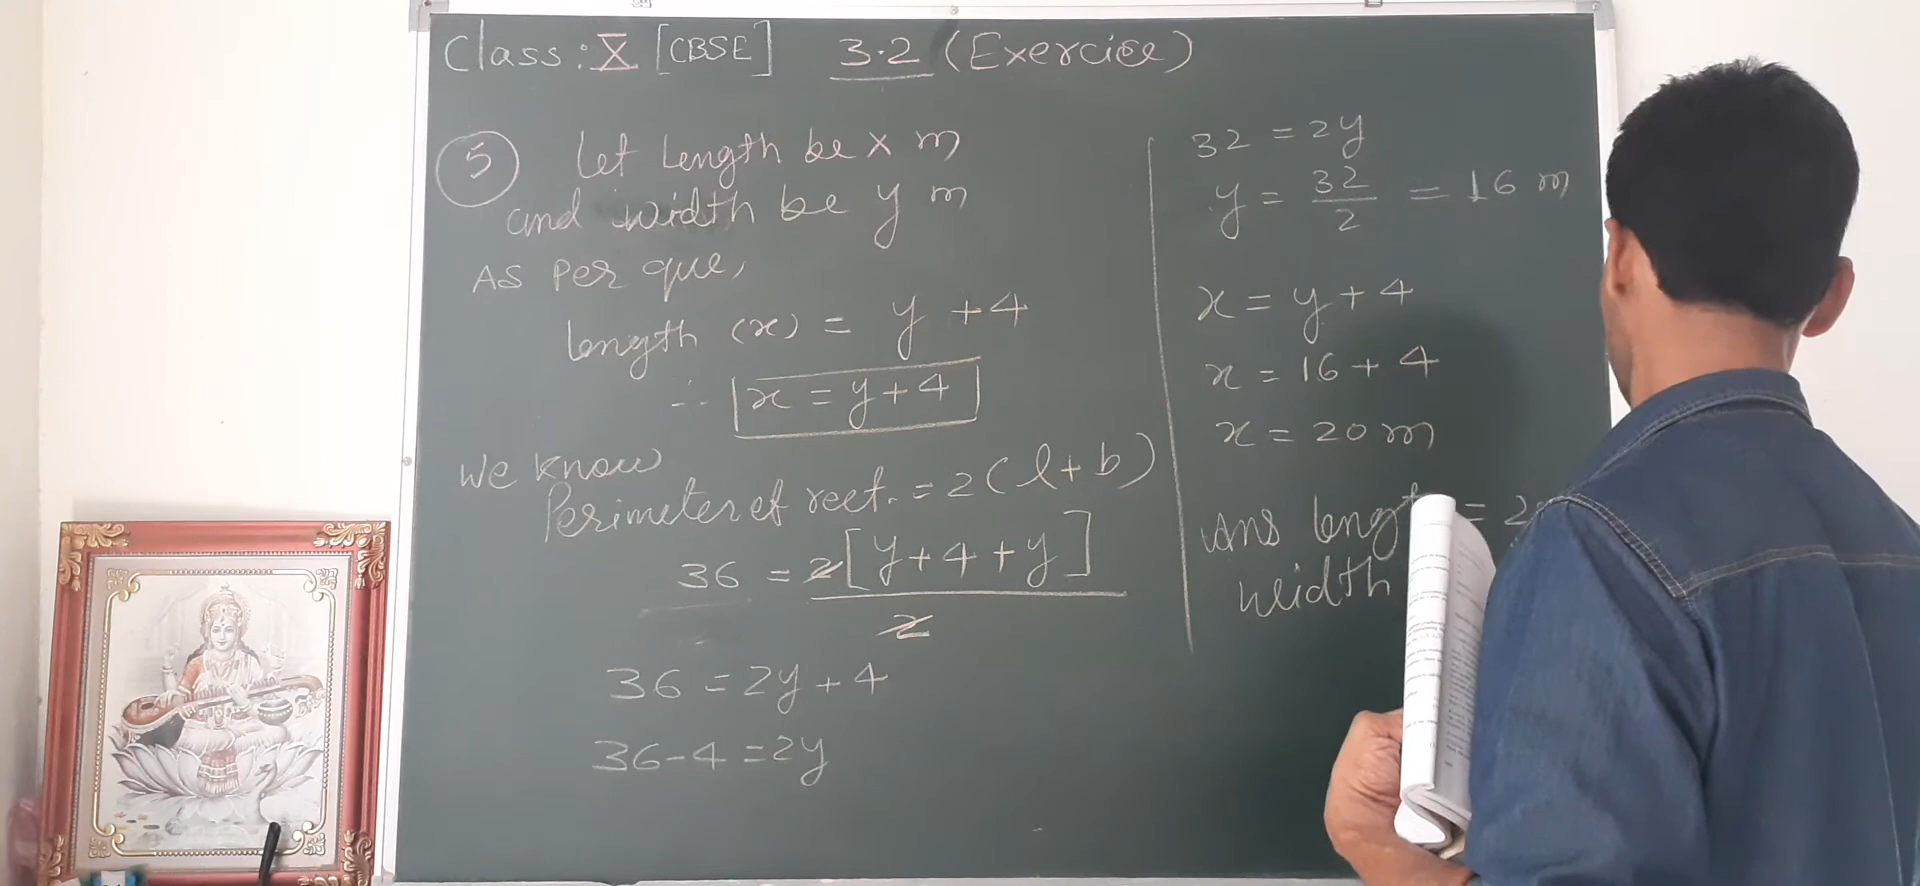 Class: X [CBSE] 3.2 (Exercise)
5 Let Length be x m
and width be y m
As Per que,
length (x) = y + 4
∴ x = y + 4
We know
Perimeter of rect. = 2(l + b)
36 = 2[y + 4 + y]
2
36 = 2y + 4
36 - 4 = 2y
32 = 2y
y = 32/2 = 16 m
x = y + 4
x = 16 + 4
x = 20 m
Ans = 2
width